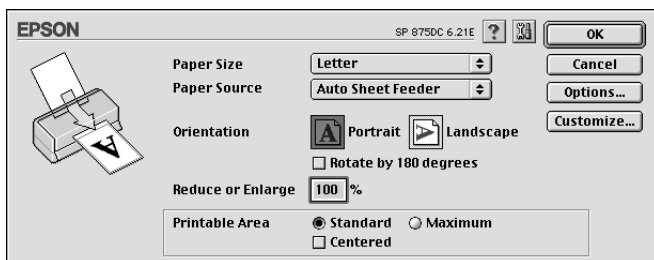 EPSON SP 875DC 6.21E ? OK
Paper Size Letter Cancel
Paper Source Auto Sheet Feeder Options...
Customize...
Orientation A Portrait A Landscape
Rotate by 180 degrees
Reduce or Enlarge 100 %
Printable Area Standard Maximum
Centered
A